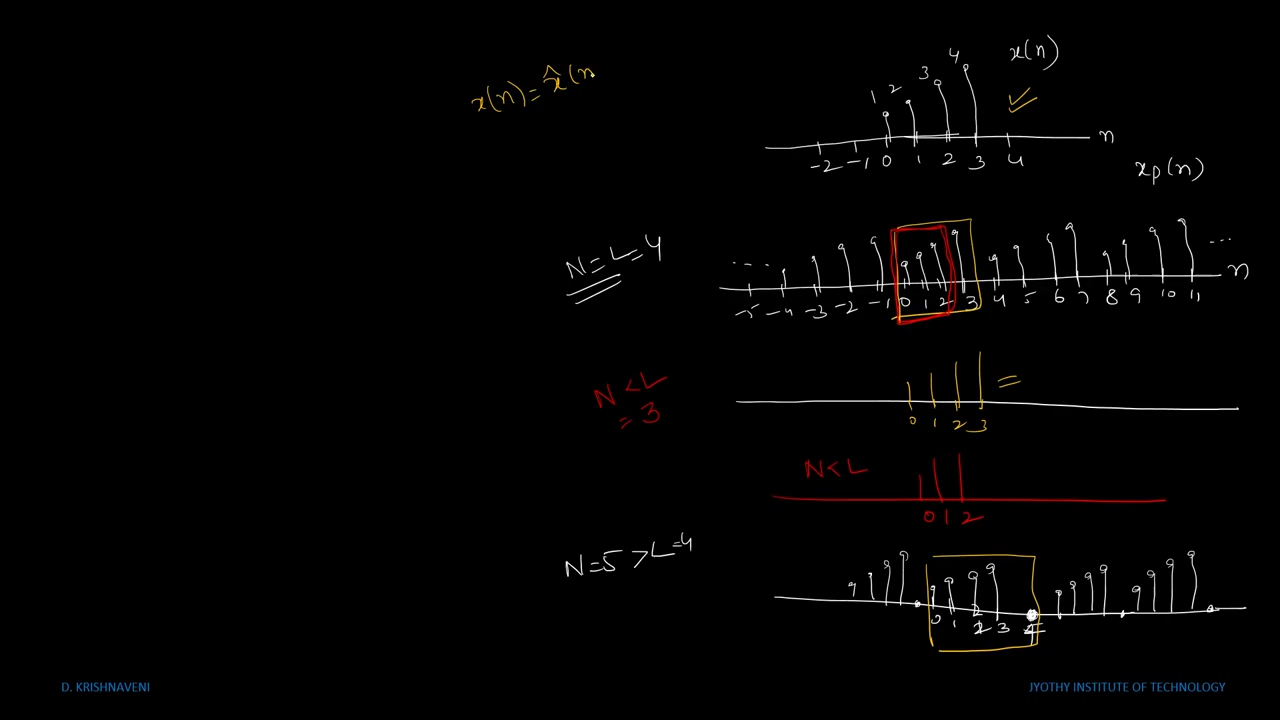 x(n) = x̂(n
4
3
2
1
x(n)
n
-2 -1 0 1 2 3 4
xp(n)
N = L = 4
... ...
n
-5 -4 -3 -2 -1 0 1 2 3 4 5 6 7 8 9 10 11
N < L
= 3
=
0 1 2 3
N < L
0 1 2
N = 5 > L = 4
0 1 2 3 4
D. KRISHNAVENI
JYOTHY INSTITUTE OF TECHNOLOGY